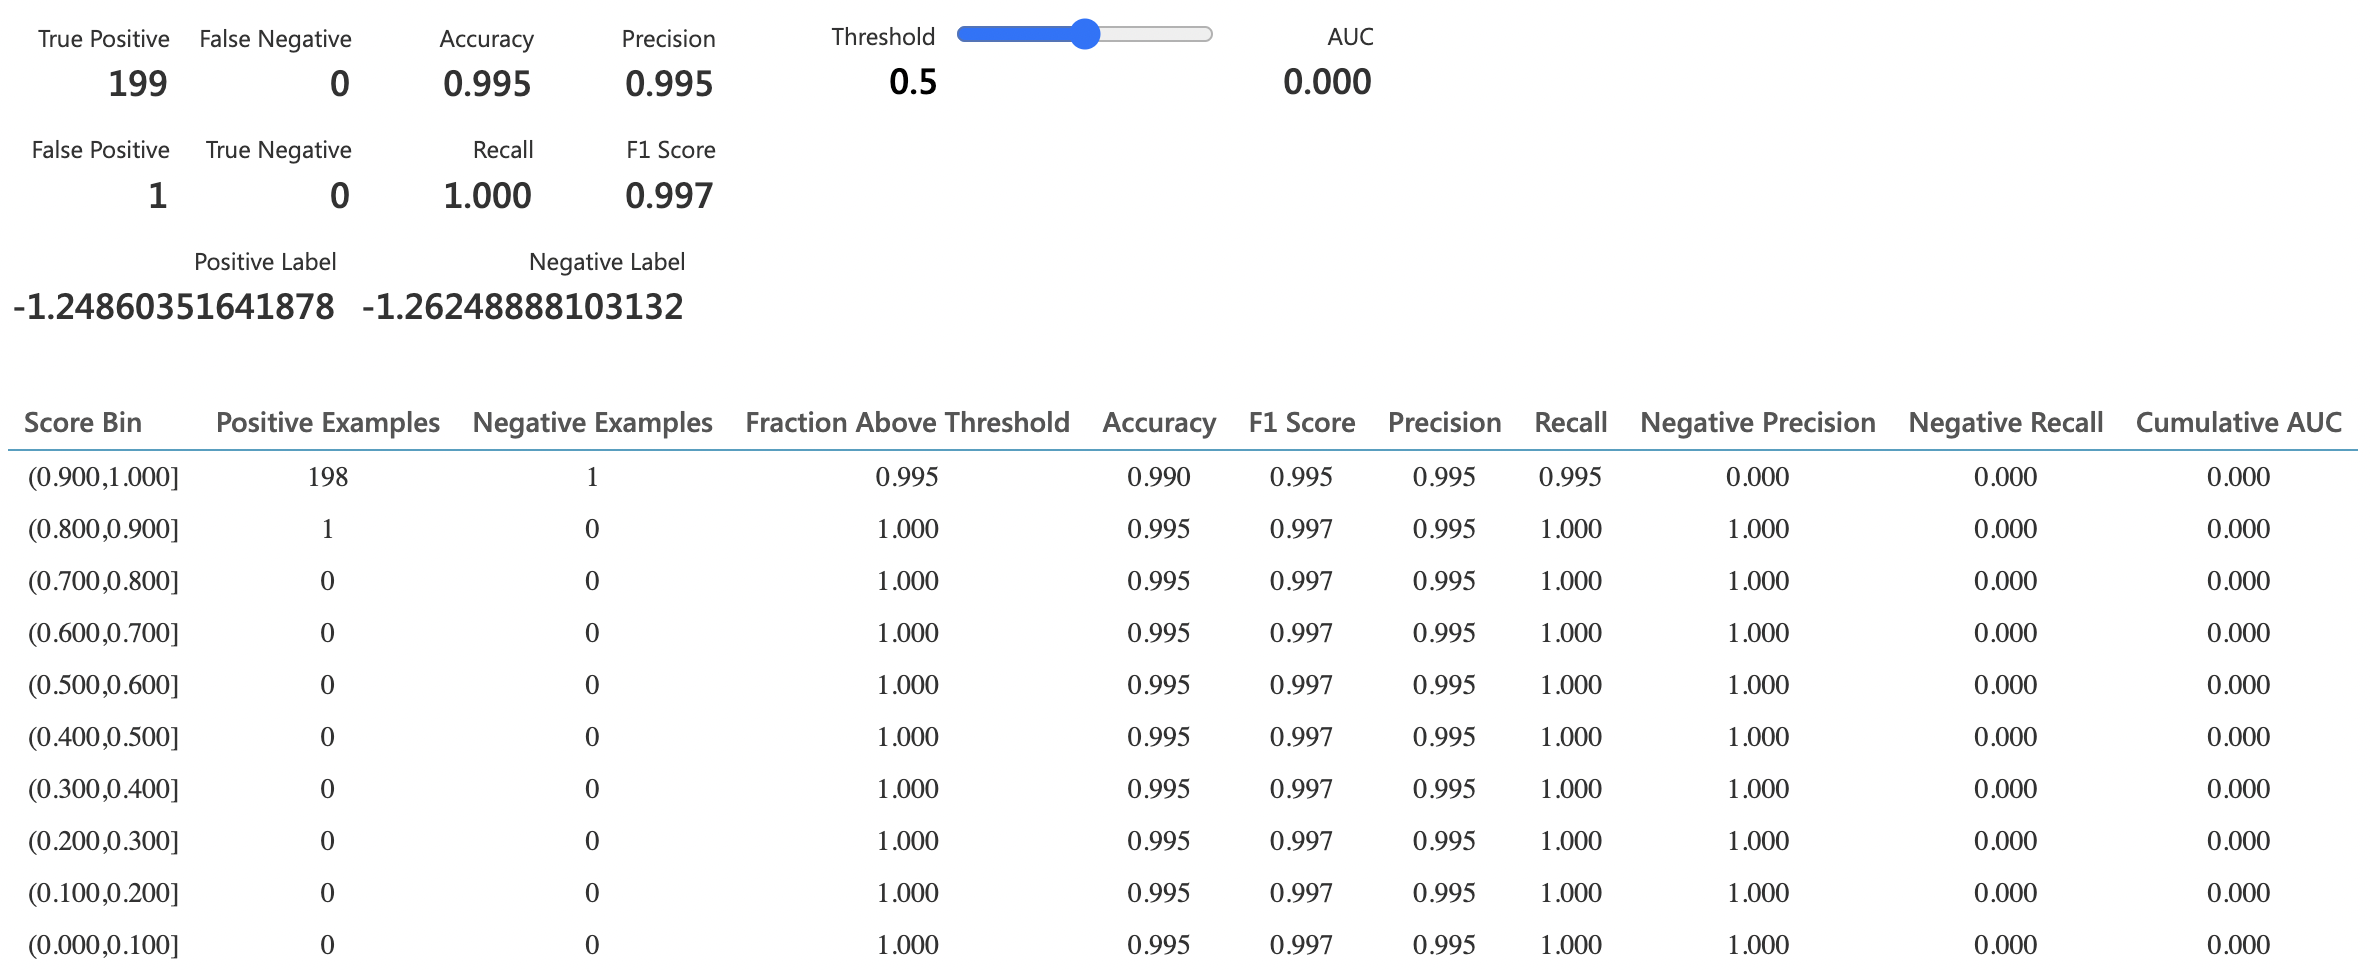 True Positive False Negative Accuracy Precision Threshold AUC
199 0 0.995 0.995 0.5 0.000
False Positive True Negative Recall F1 Score
1 0 1.000 0.997
Positive Label Negative Label
-1.24860351641878 -1.26248888103132
Score Bin Positive Examples Negative Examples Fraction Above Threshold Accuracy F1 Score Precision Recall Negative Precision Negative Recall Cumulative AUC
(0.900,1.000] 198 1 0.995 0.990 0.995 0.995 0.995 0.000 0.000 0.000
(0.800,0.900] 1 0 1.000 0.995 0.997 0.995 1.000 1.000 0.000 0.000
(0.700,0.800] 0 0 1.000 0.995 0.997 0.995 1.000 1.000 0.000 0.000
(0.600,0.700] 0 0 1.000 0.995 0.997 0.995 1.000 1.000 0.000 0.000
(0.500,0.600] 0 0 1.000 0.995 0.997 0.995 1.000 1.000 0.000 0.000
(0.400,0.500] 0 0 1.000 0.995 0.997 0.995 1.000 1.000 0.000 0.000
(0.300,0.400] 0 0 1.000 0.995 0.997 0.995 1.000 1.000 0.000 0.000
(0.200,0.300] 0 0 1.000 0.995 0.997 0.995 1.000 1.000 0.000 0.000
(0.100,0.200] 0 0 1.000 0.995 0.997 0.995 1.000 1.000 0.000 0.000
(0.000,0.100] 0 0 1.000 0.995 0.997 0.995 1.000 1.000 0.000 0.000